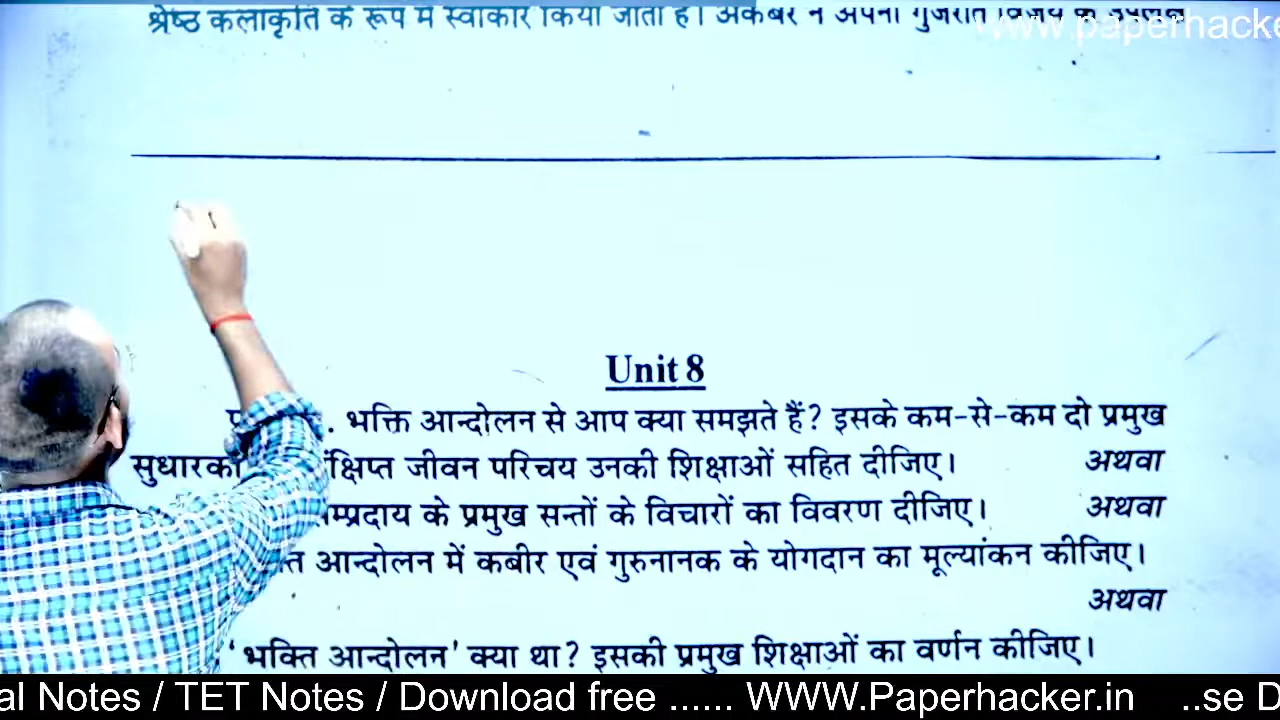 श्रेष्ठ कलाकृति के रूप में स्वीकार किया जाता है। अकबर ने अपनी गुजरात विजय के
www.paperhacke
Unit 8
. भक्ति आन्दोलन से आप क्या समझते हैं? इसके कम-से-कम दो प्रमुख
जीवन परिचय उनकी शिक्षाओं सहित दीजिए। अथवा
के प्रमुख सन्तों के विचारों का विवरण दीजिए। अथवा
आन्दोलन में कबीर एवं गुरुनानक के योगदान का मूल्यांकन कीजिए।
अथवा
'भक्ति आन्दोलन' क्या था? इसकी प्रमुख शिक्षाओं का वर्णन कीजिए।
al Notes / TET Notes / Download free ...... WWW.Paperhacker.in ..se D